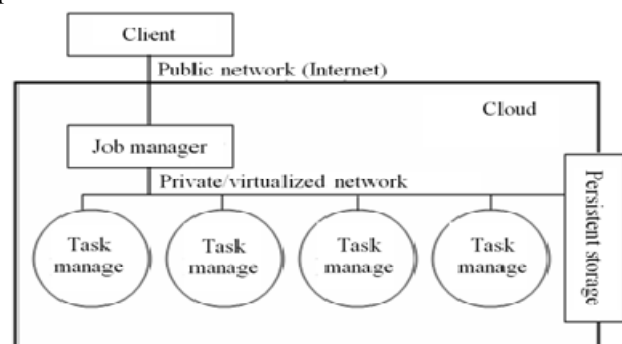 Client
Public network (Internet)
Cloud
Job manager
Private/virtualized network
Persistent storage
Task
manage
Task
manage
Task
manage
Task
manage